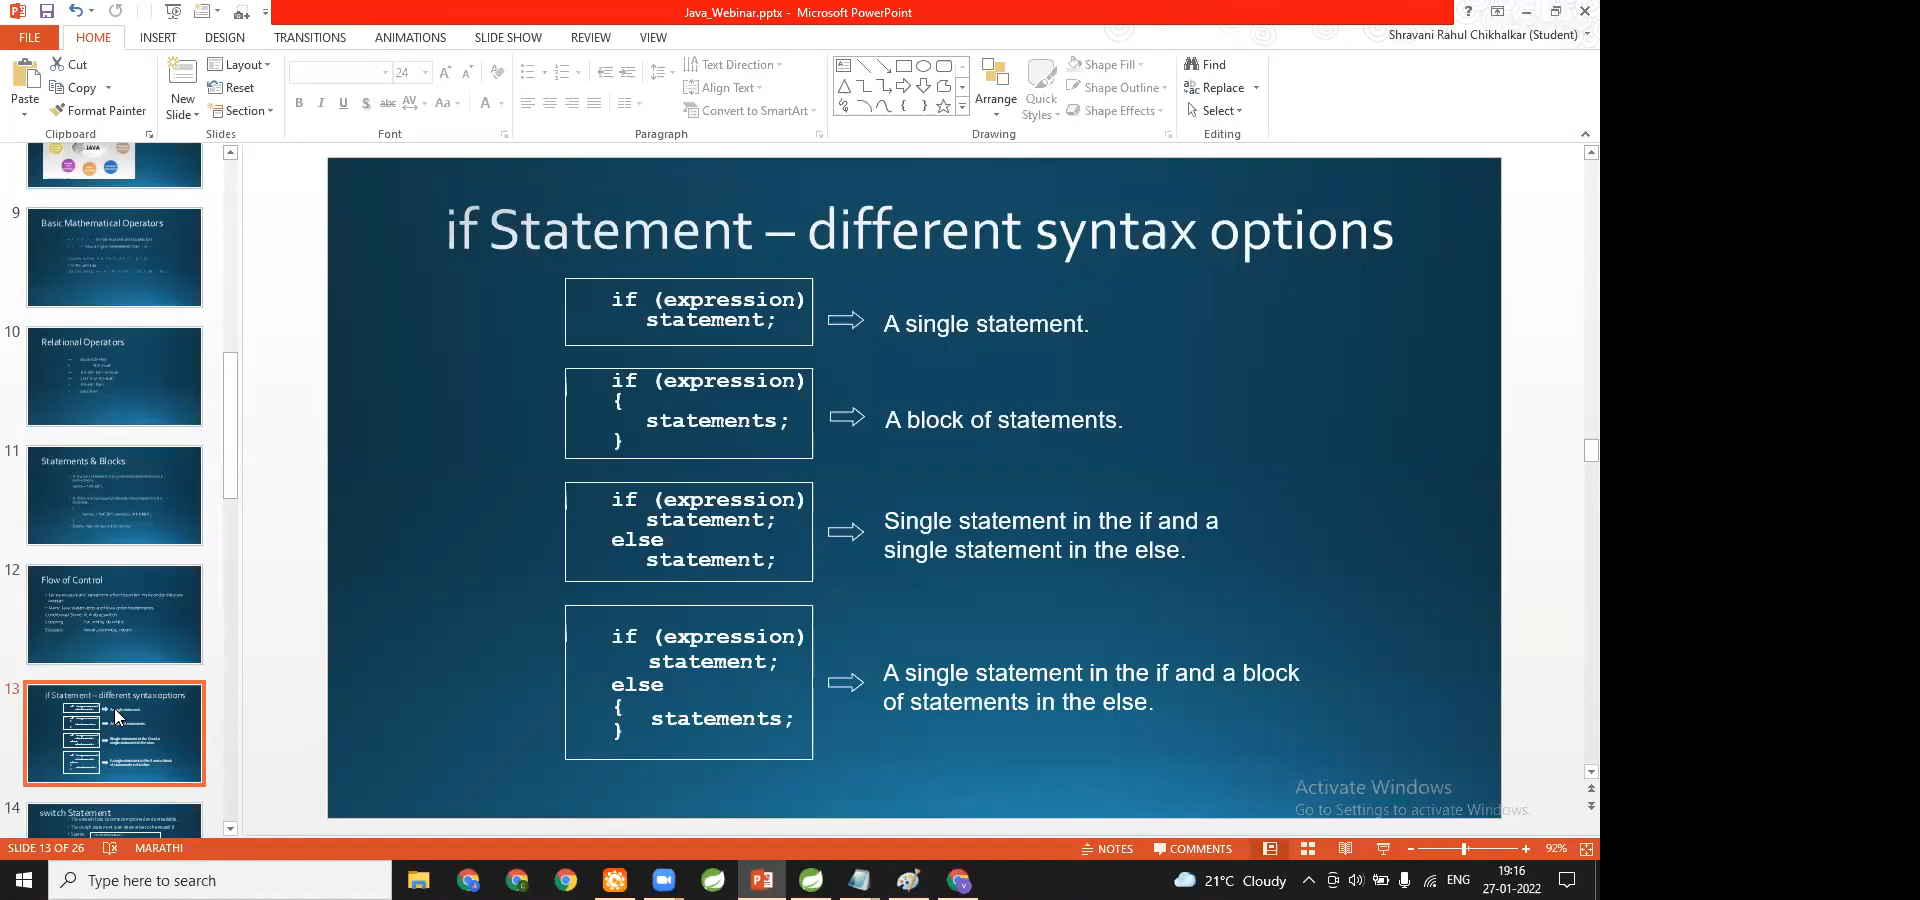 Java_Webinar.pptx - Microsoft PowerPoint
FILE HOME INSERT DESIGN TRANSITIONS ANIMATIONS SLIDE SHOW REVIEW VIEW
Shravani Rahul Chikhalkar (Student)
Cut
Copy
Format Painter
Paste
Clipboard
New
Slide
Layout
Reset
Section
Slides
24
Font
Text Direction
Align Text
Convert to SmartArt
Paragraph
Arrange
Quick
Styles
Shape Fill
Shape Outline
Shape Effects
Drawing
Find
Replace
Select
Editing
JAVA
9
Basic Mathematical Operators
10
Relational Operators
11
Statements & Blocks
12
Flow of Control
13
if Statement – different syntax options
14
switch Statement
if Statement – different syntax options
if (expression)
statement;
A single statement.
if (expression)
{
statements;
}
A block of statements.
if (expression)
statement;
else
statement;
Single statement in the if and a
single statement in the else.
if (expression)
statement;
else
{
statements;
}
A single statement in the if and a block
of statements in the else.
Activate Windows
Go to Settings to activate Windows.
SLIDE 13 OF 26 MARATHI NOTES COMMENTS 92%
Type here to search
21°C Cloudy
ENG
19:16
27-01-2022